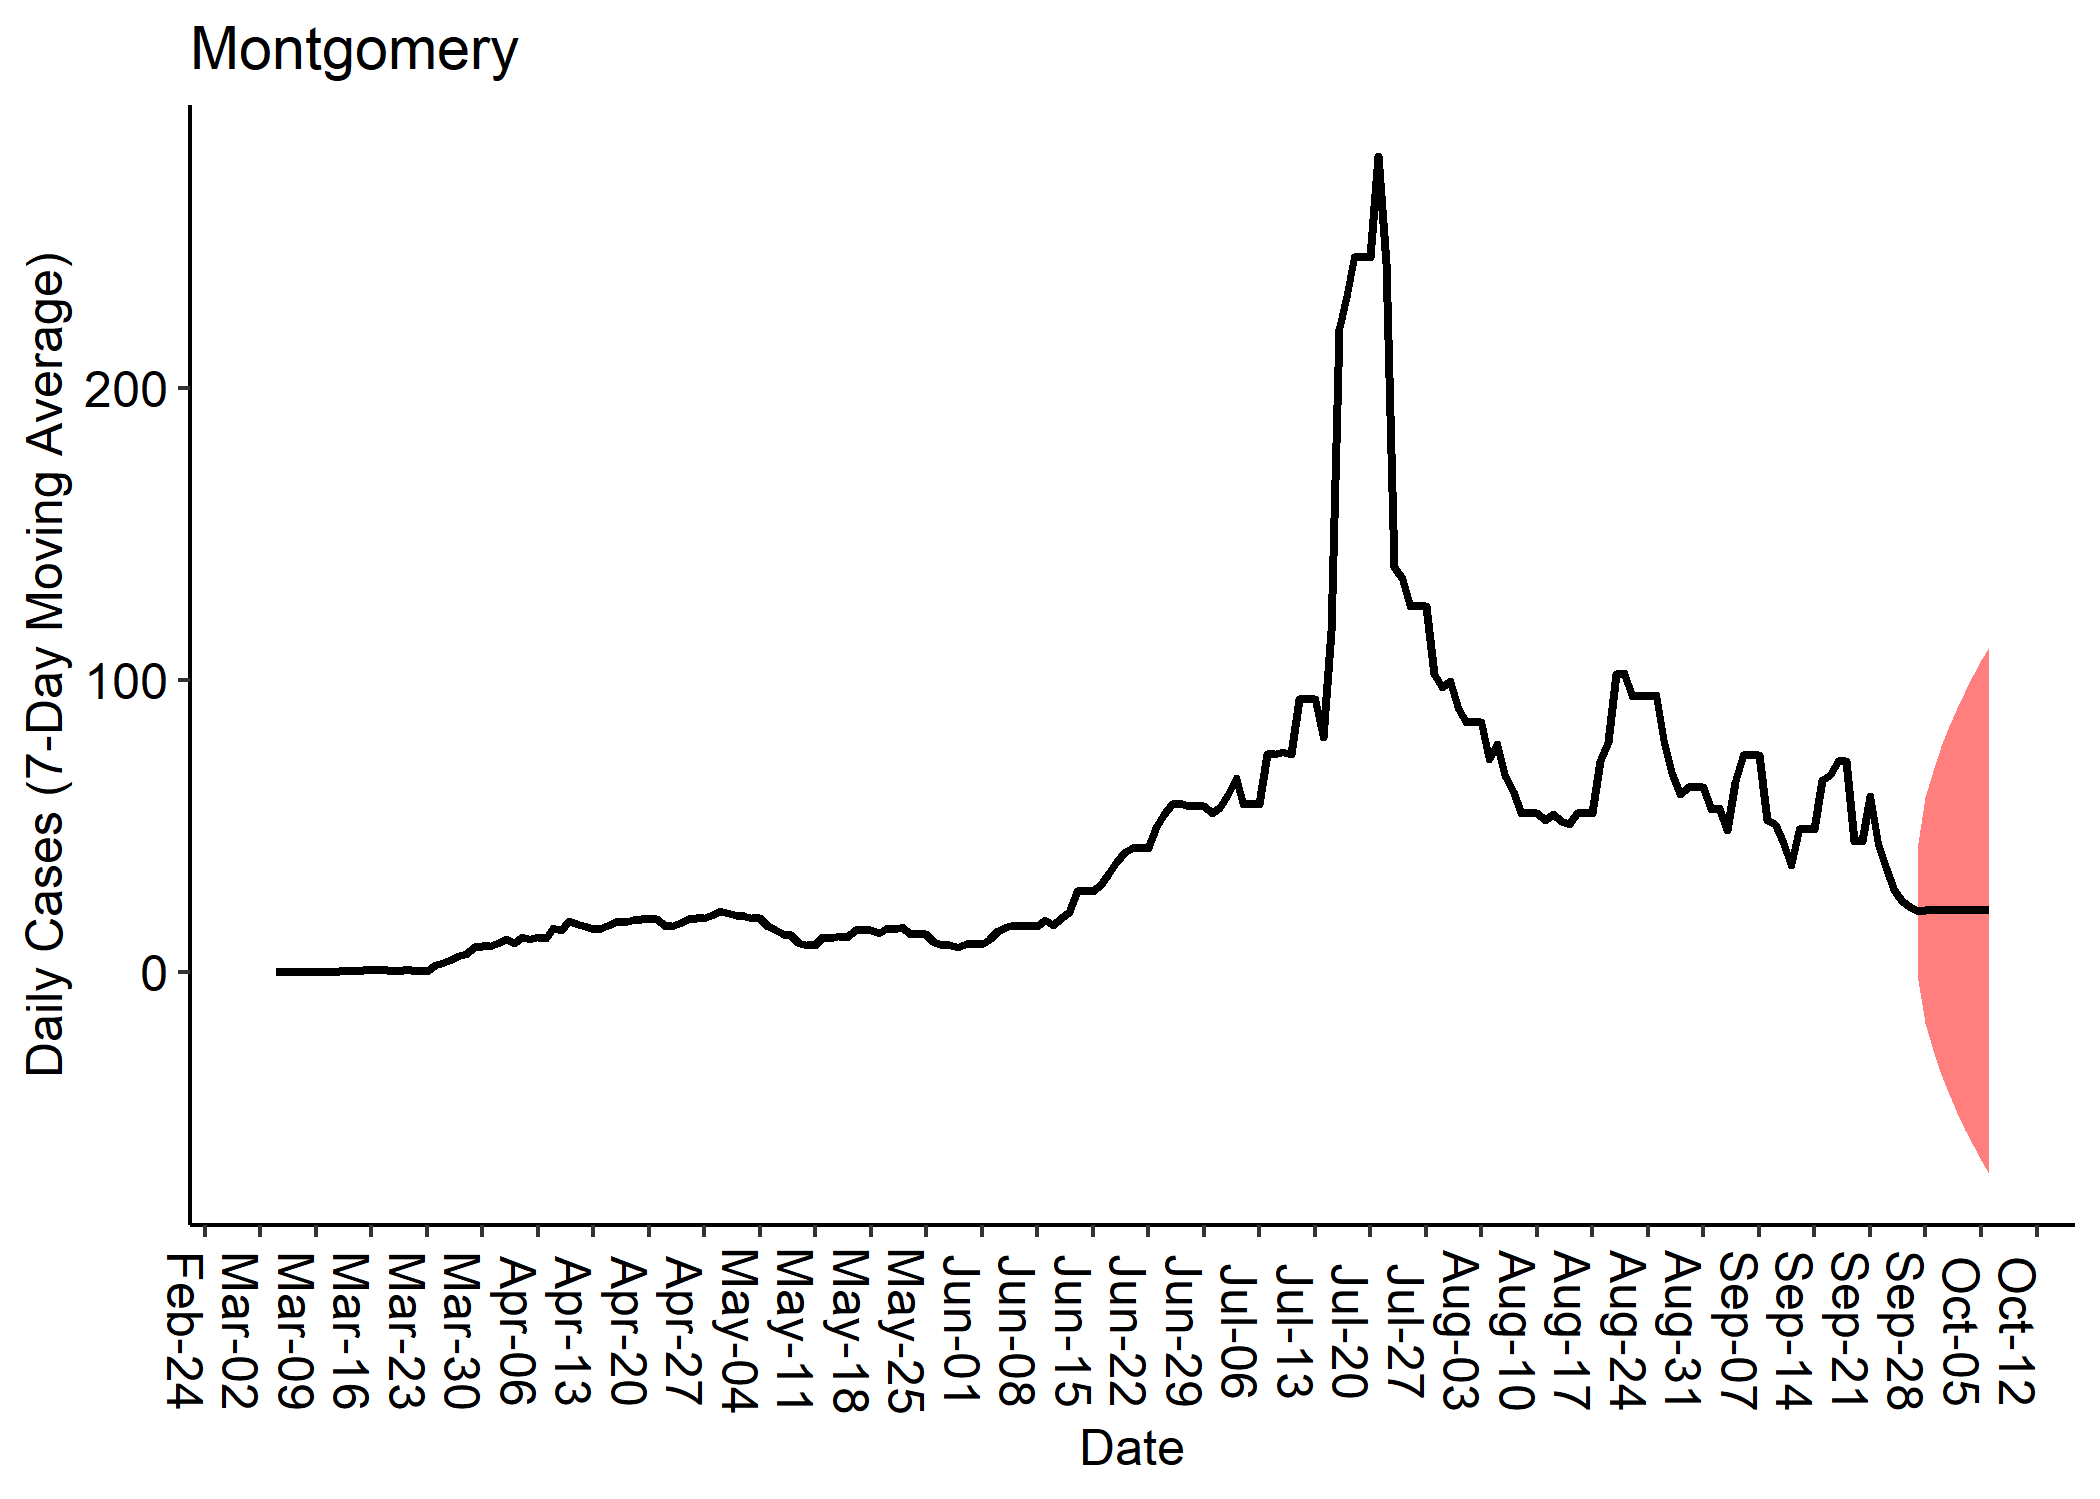 Montgomery
Daily Cases (7-Day Moving Average)
200
100
0
Feb-24
Mar-02
Mar-09
Mar-16
Mar-23
Mar-30
Apr-06
Apr-13
Apr-20
Apr-27
May-04
May-11
May-18
May-25
Jun-01
Jun-08
Jun-15
Jun-22
Jun-29
Jul-06
Jul-13
Jul-20
Jul-27
Aug-03
Aug-10
Aug-17
Aug-24
Aug-31
Sep-07
Sep-14
Sep-21
Sep-28
Oct-05
Oct-12
Date